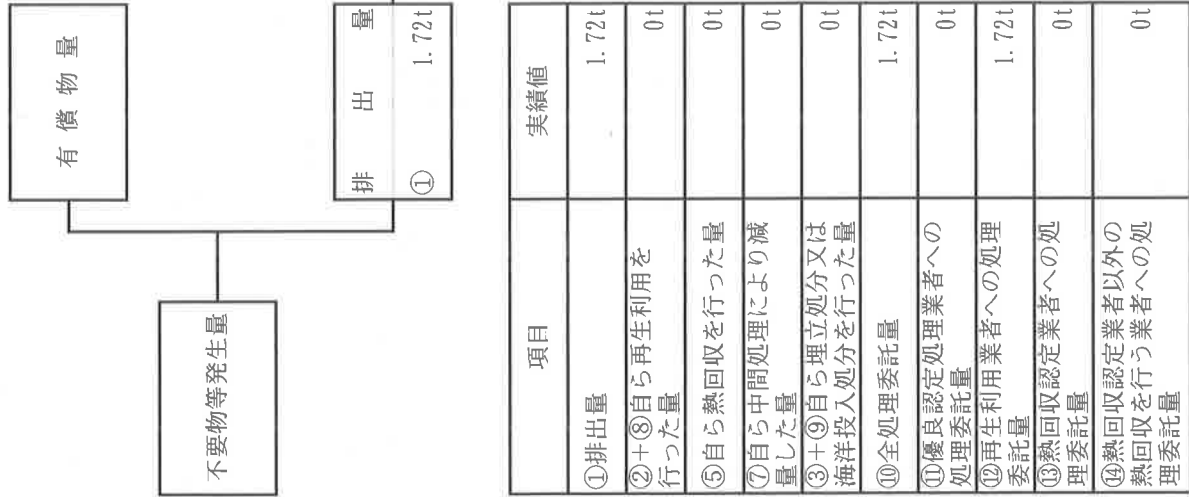 有償物量
不要物等発生量
排出量
① 1.72t
項目 実績値
①排出量 1.72t
②+⑧自ら再生利用を
行った量 0t
⑤自ら熱回収を行った量 0t
⑦自ら中間処理により減
量した量 0t
③+⑨自ら埋立処分又は
海洋投入処分を行った量 0t
⑩全処理委託量 1.72t
⑪優良認定処理業者への
処理委託量 0t
⑫再生利用業者への処理
委託量 1.72t
⑬熱回収認定業者への処
理委託量 0t
⑭熱回収認定業者以外の
熱回収を行う業者への処
理委託量 0t